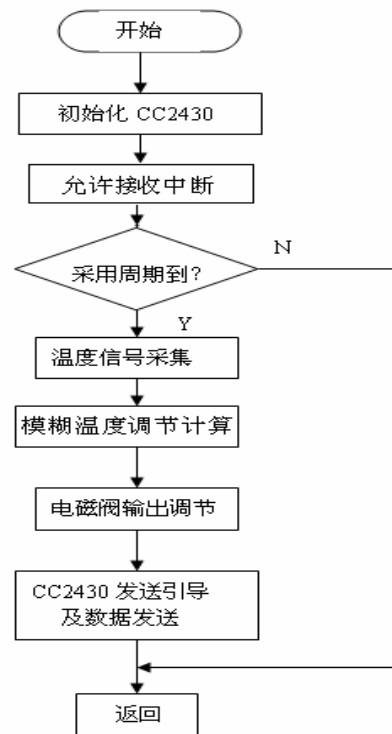 开始
初始化 CC2430
允许接收中断
采用周期到?
N
Y
温度信号采集
模糊温度调节计算
电磁阀输出调节
CC2430 发送引导
及数据发送
返回